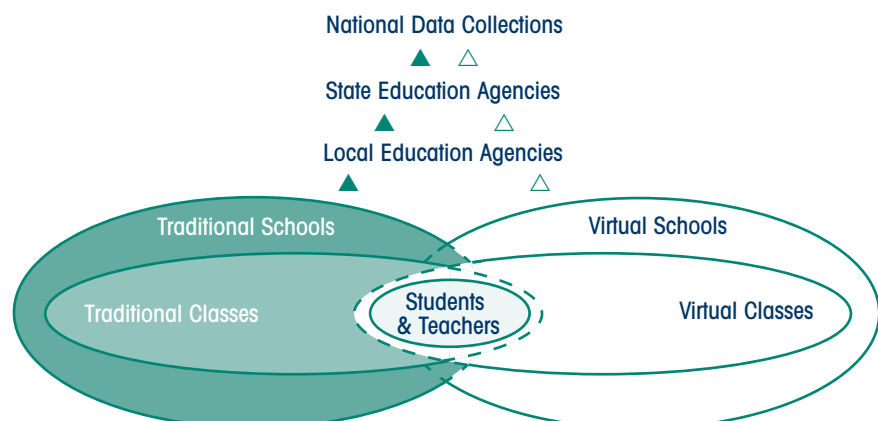 National Data Collections
State Education Agencies
Local Education Agencies
Traditional Schools
Virtual Schools
Traditional Classes
Students
& Teachers
Virtual Classes